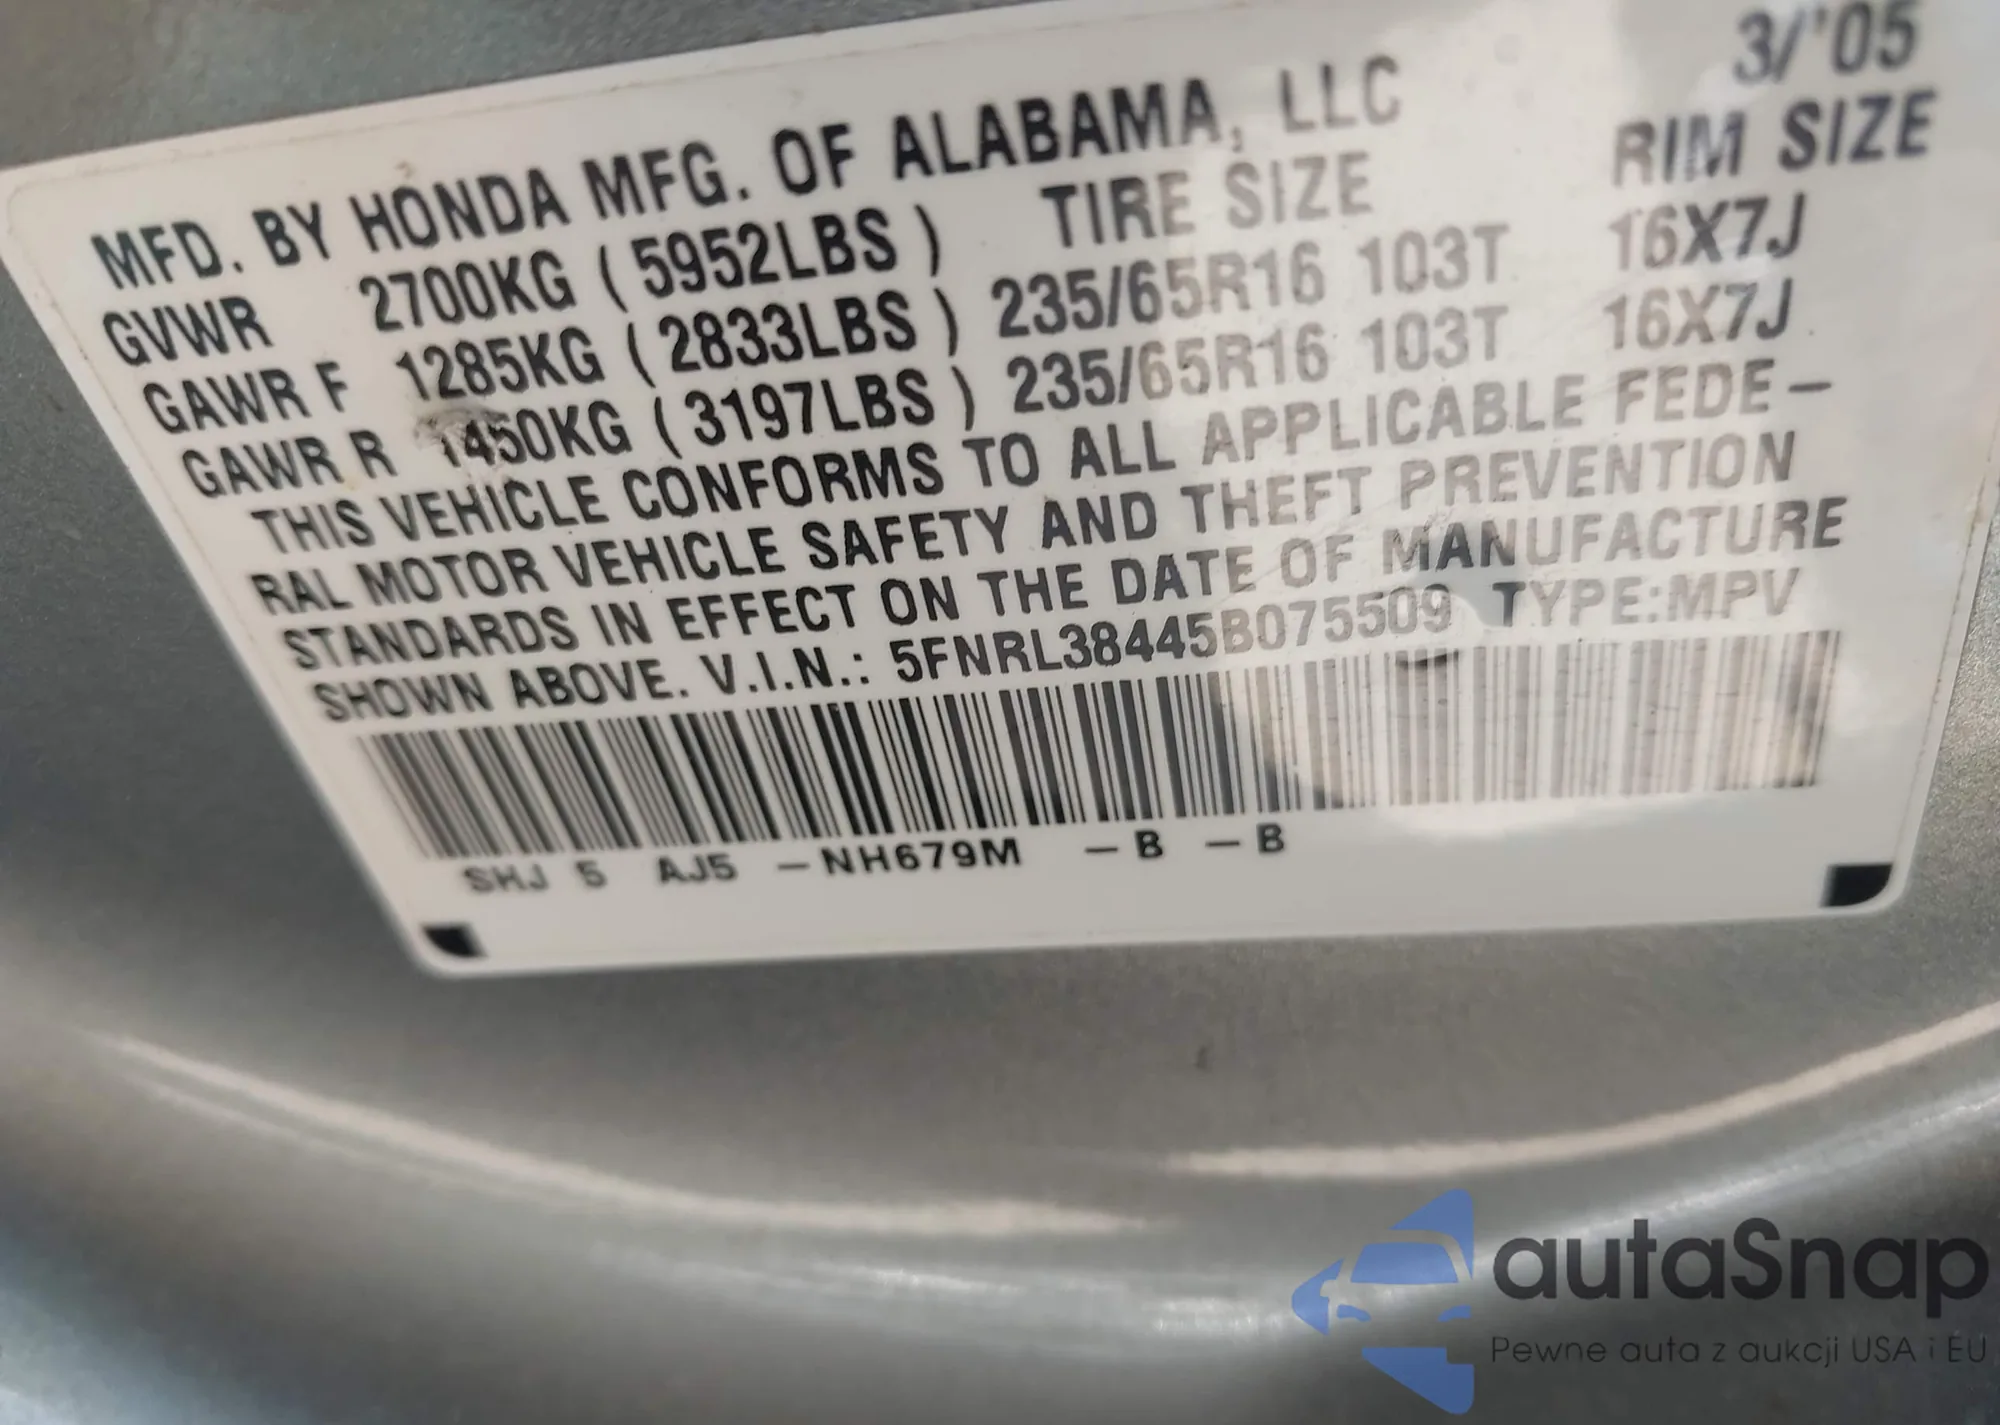 3/'05
MFD. BY HONDA MFG. OF ALABAMA, LLC
GVWR 2700KG ( 5952LBS ) TIRE SIZE RIM SIZE
GAWR F 1285KG ( 2833LBS ) 235/65R16 103T 16X7J
GAWR R 1450KG ( 3197LBS ) 235/65R16 103T 16X7J
THIS VEHICLE CONFORMS TO ALL APPLICABLE FEDE–
RAL MOTOR VEHICLE SAFETY AND THEFT PREVENTION
STANDARDS IN EFFECT ON THE DATE OF MANUFACTURE
SHOWN ABOVE. V.I.N.: 5FNRL38445B075509 TYPE:MPV
SHJ 5 AJ5 –NH679M –B –B
autaSnap
Pewne auta z aukcji USA i EU